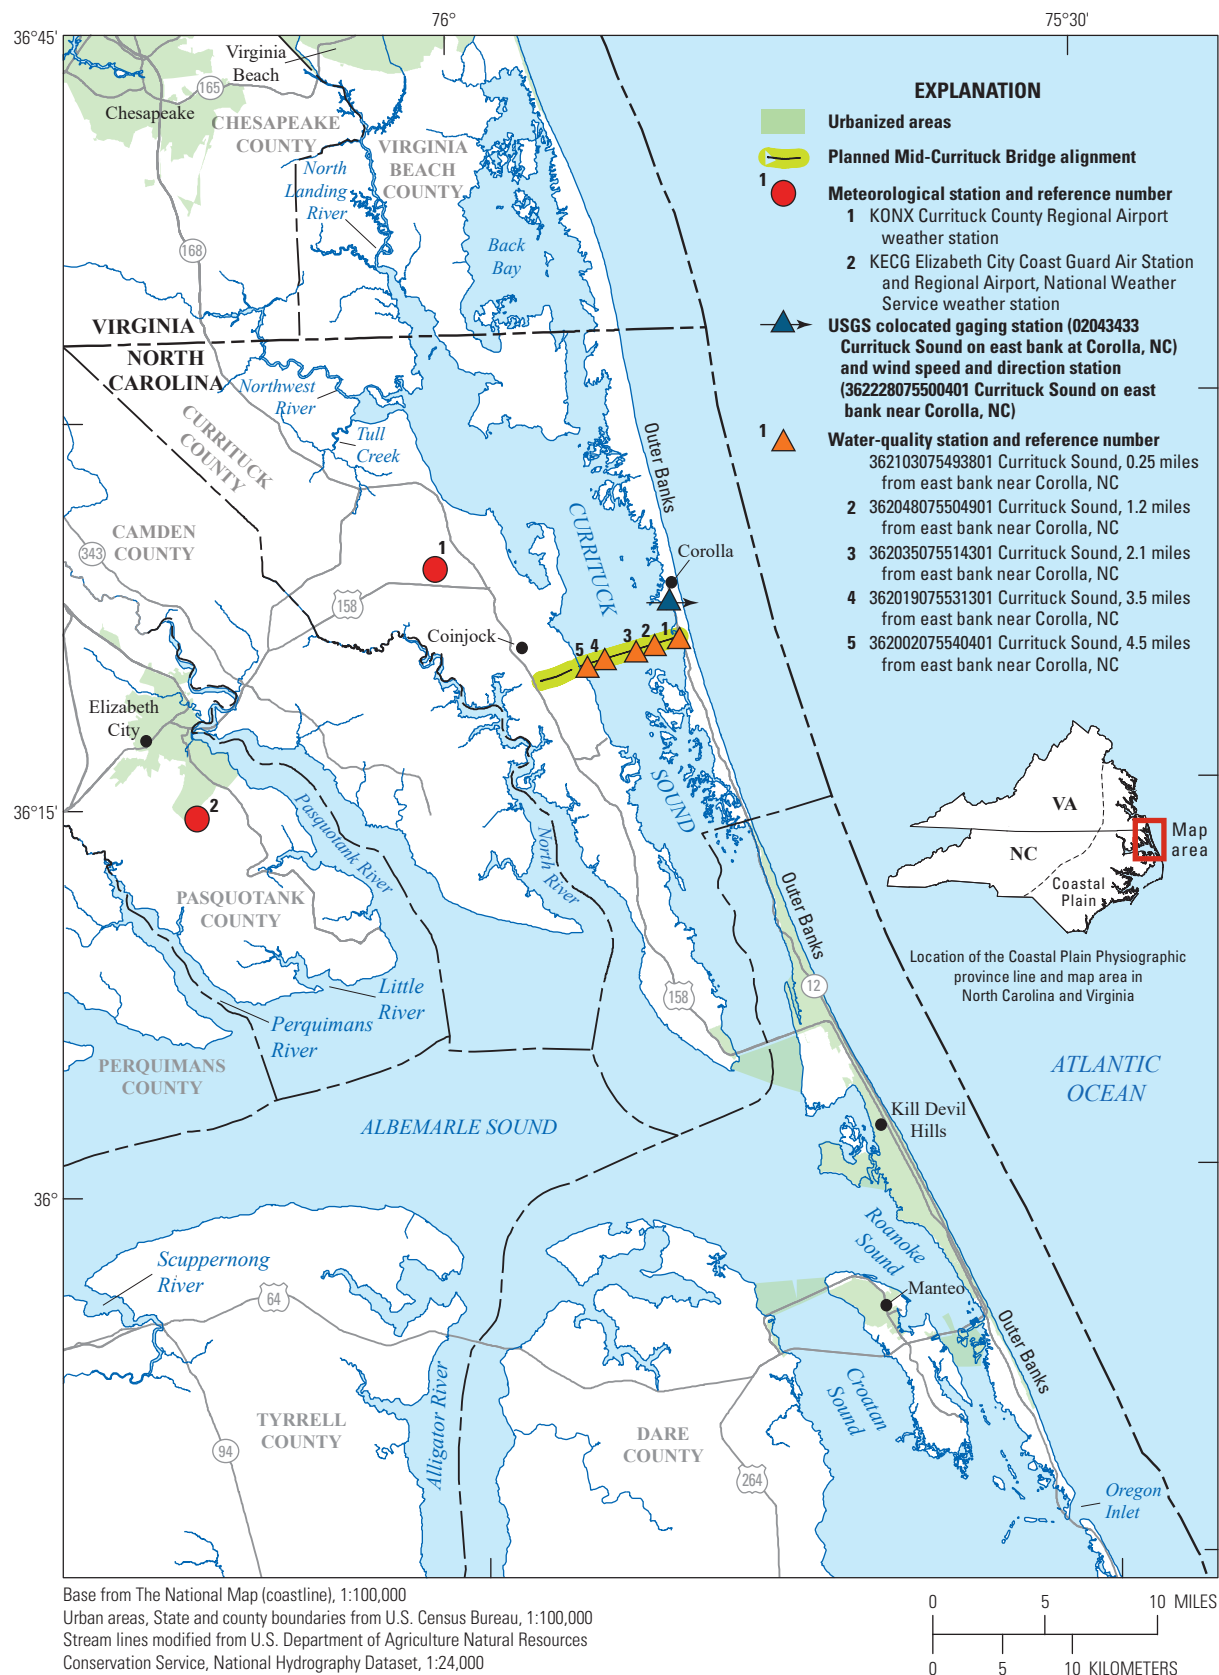 76°
75°30'
36°45'
Virginia
Beach
165
Chesapeake
CHESAPEAKE
COUNTY
VIRGINIA
BEACH
COUNTY
North
Landing
River
168
Back
Bay
VIRGINIA
NORTH
CAROLINA
Northwest
River
Tull
Creek
CURRITUCK
COUNTY
Outer Banks
CAMDEN
COUNTY
343
CURRITUCK
SOUND
1
Corolla
158
Coinjock
5 4 3 2 1
Elizabeth
City
36°15'
2
Pasquotank River
North River
PASQUOTANK
COUNTY
Outer Banks
12
158
Little
River
Perquimans
River
PERQUIMANS
COUNTY
ALBEMARLE SOUND
ATLANTIC
OCEAN
Kill Devil
Hills
36°
Roanoke
Sound
Scuppernong
River
64
Manteo
Outer Banks
Alligator River
Croatan
Sound
TYRRELL
COUNTY
94
DARE
COUNTY
264
Oregon
Inlet
EXPLANATION
Urbanized areas
Planned Mid-Currituck Bridge alignment
1
Meteorological station and reference number
1 KONX Currituck County Regional Airport
weather station
2 KECG Elizabeth City Coast Guard Air Station
and Regional Airport, National Weather
Service weather station
USGS colocated gaging station (02043433
Currituck Sound on east bank at Corolla, NC)
and wind speed and direction station
(362228075500401 Currituck Sound on east
bank near Corolla, NC)
1
Water-quality station and reference number
362103075493801 Currituck Sound, 0.25 miles
from east bank near Corolla, NC
2 362048075504901 Currituck Sound, 1.2 miles
from east bank near Corolla, NC
3 362035075514301 Currituck Sound, 2.1 miles
from east bank near Corolla, NC
4 362019075531301 Currituck Sound, 3.5 miles
from east bank near Corolla, NC
5 362002075540401 Currituck Sound, 4.5 miles
from east bank near Corolla, NC
VA
NC
Coastal
Plain
Map
area
Location of the Coastal Plain Physiographic
province line and map area in
North Carolina and Virginia
Base from The National Map (coastline), 1:100,000
Urban areas, State and county boundaries from U.S. Census Bureau, 1:100,000
Stream lines modified from U.S. Department of Agriculture Natural Resources
Conservation Service, National Hydrography Dataset, 1:24,000
0 5 10 MILES
0 5 10 KILOMETERS